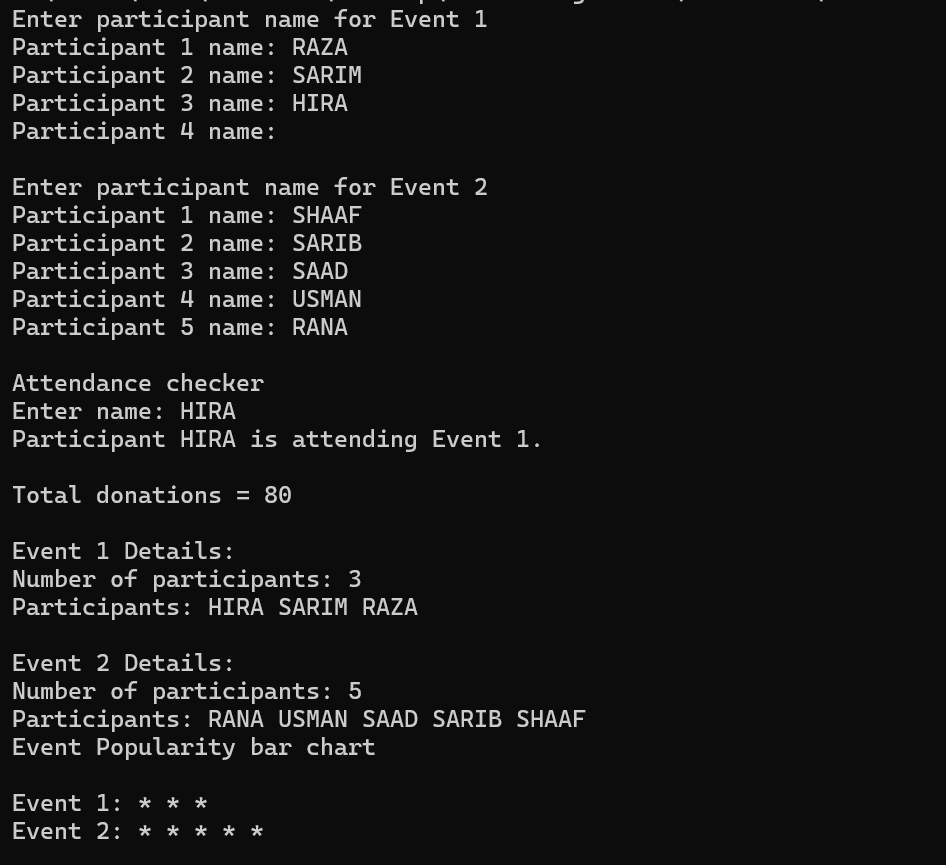 Enter participant name for Event 1
Participant 1 name: RAZA
Participant 2 name: SARIM
Participant 3 name: HIRA
Participant 4 name:
Enter participant name for Event 2
Participant 1 name: SHAAF
Participant 2 name: SARIB
Participant 3 name: SAAD
Participant 4 name: USMAN
Participant 5 name: RANA
Attendance checker
Enter name: HIRA
Participant HIRA is attending Event 1.
Total donations = 80
Event 1 Details:
Number of participants: 3
Participants: HIRA SARIM RAZA
Event 2 Details:
Number of participants: 5
Participants: RANA USMAN SAAD SARIB SHAAF
Event Popularity bar chart
Event 1: * * *
Event 2: * * * * *